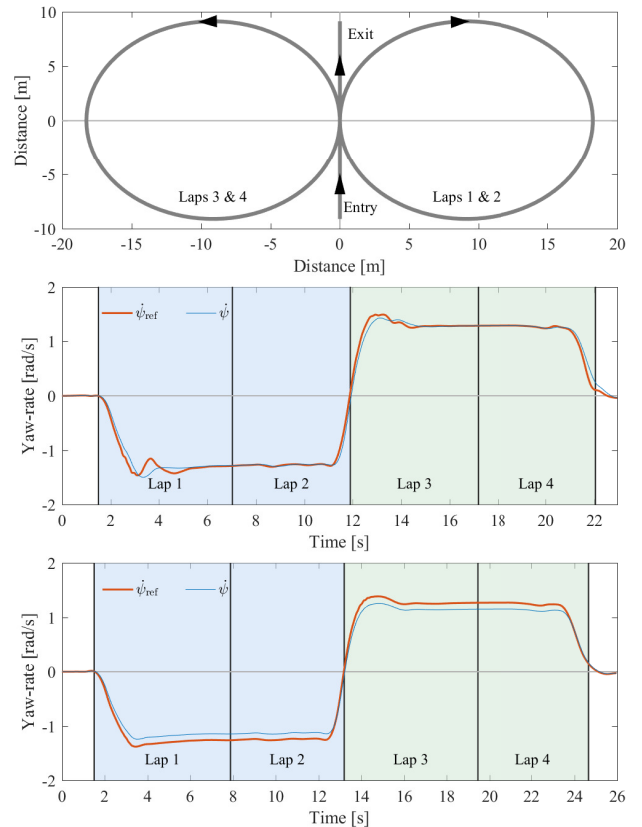 10
Exit
5
0
-5
Laps 3 & 4
Laps 1 & 2
Entry
-10
-20 -15 -10 -5 0 5 10 15 20
Distance [m]
Distance [m]
2
ψ̇ref ψ̇
1
0
-1
Lap 1 Lap 2 Lap 3 Lap 4
-2
0 2 4 6 8 10 12 14 16 18 20 22
Time [s]
Yaw-rate [rad/s]
2
ψ̇ref ψ̇
1
0
-1
Lap 1 Lap 2 Lap 3 Lap 4
-2
0 2 4 6 8 10 12 14 16 18 20 22 24 26
Time [s]
Yaw-rate [rad/s]